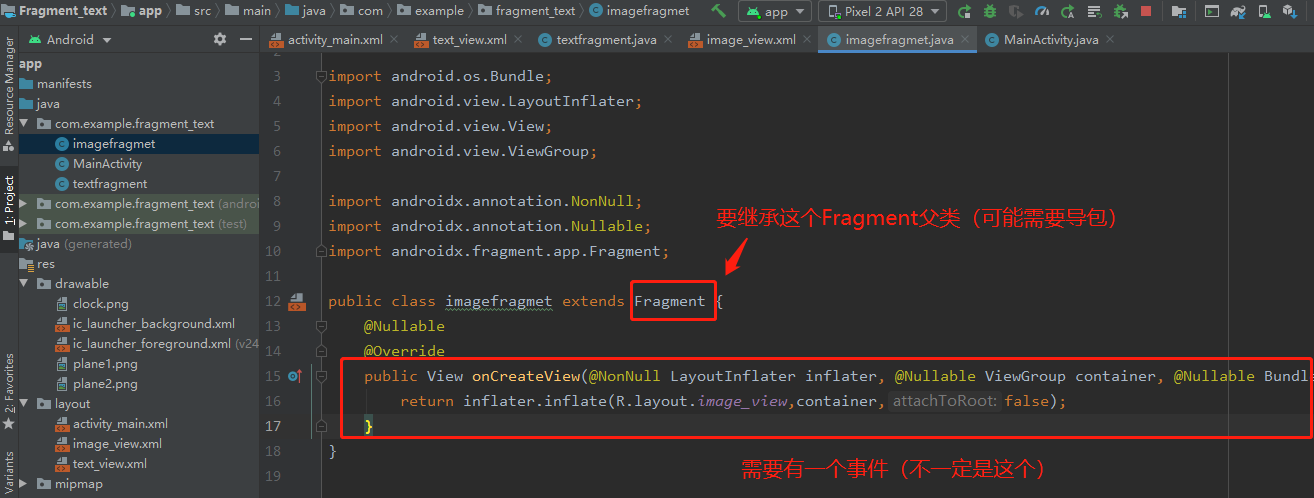 Fragment_text app src main java com example fragment_text imagefragmet app Pixel 2 API 28
Android
activity_main.xml text_view.xml textfragment.java image_view.xml imagefragmet.java MainActivity.java
Resource Manager
1: Project
2: Favorites
Variants
app
manifests
java
com.example.fragment_text
imagefragmet
MainActivity
textfragment
com.example.fragment_text (andro
com.example.fragment_text (test)
java (generated)
res
drawable
clock.png
ic_launcher_background.xml
ic_launcher_foreground.xml (v24
plane1.png
plane2.png
layout
activity_main.xml
image_view.xml
text_view.xml
mipmap
2
3 import android.os.Bundle;
4 import android.view.LayoutInflater;
5 import android.view.View;
6 import android.view.ViewGroup;
7
8 import androidx.annotation.NonNull;
9 import androidx.annotation.Nullable;
10 import androidx.fragment.app.Fragment;
11
12 public class imagefragmet extends Fragment {
13 @Nullable
14 @Override
15 public View onCreateView(@NonNull LayoutInflater inflater, @Nullable ViewGroup container, @Nullable Bundl
16 return inflater.inflate(R.layout.image_view,container, attachToRoot: false);
17 }
18 }
19
要继承这个Fragment父类（可能需要导包）
需要有一个事件（不一定是这个）